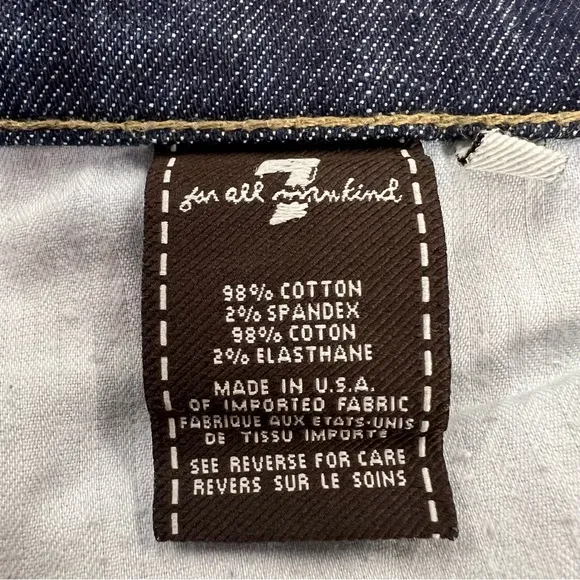 7
for all mankind
98% COTTON
2% SPANDEX
98% COTON
2% ELASTHANE
MADE IN U.S.A.
OF IMPORTED FABRIC
FABRIQUE AUX ETATS-UNIS
DE TISSU IMPORTE
SEE REVERSE FOR CARE
REVERS SUR LE SOINS